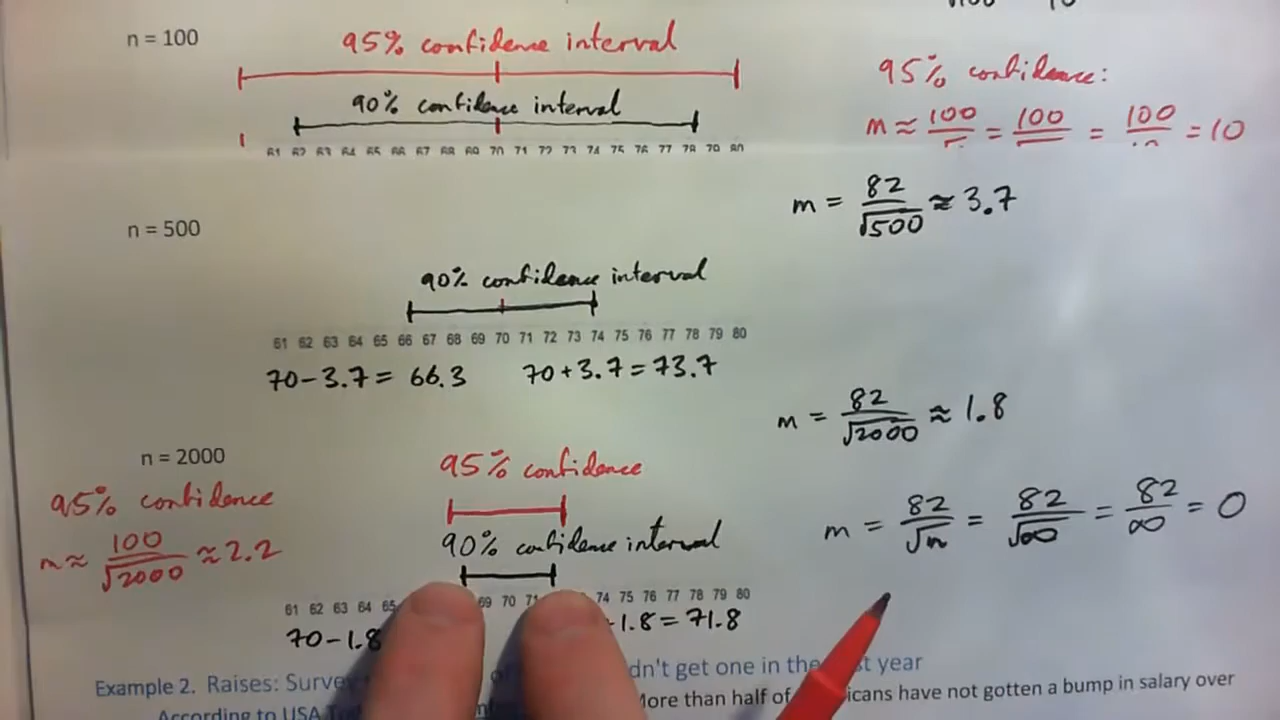 n = 100
95% confidence interval
90% confidence interval
61 62 63 64 65 66 67 68 69 70 71 72 73 74 75 76 77 78 79 80
95% confidence:
m ≈ 100 = 100 = 100 = 10
m = 82/√500 ≈ 3.7
n = 500
90% confidence interval
61 62 63 64 65 66 67 68 69 70 71 72 73 74 75 76 77 78 79 80
70 - 3.7 = 66.3 70 + 3.7 = 73.7
m = 82/√2000 ≈ 1.8
n = 2000
95% confidence
m ≈ 100/√2000 ≈ 2.2
95% confidence
90% confidence interval
m = 82/√n = 82/√∞ = 82/∞ = 0
61 62 63 64 65 69 70 71 74 75 76 77 78 79 80
70 - 1.8 1.8 = 71.8
Example 2. Raises: get one in the year
According to USA More than half of have not gotten a bump in salary over